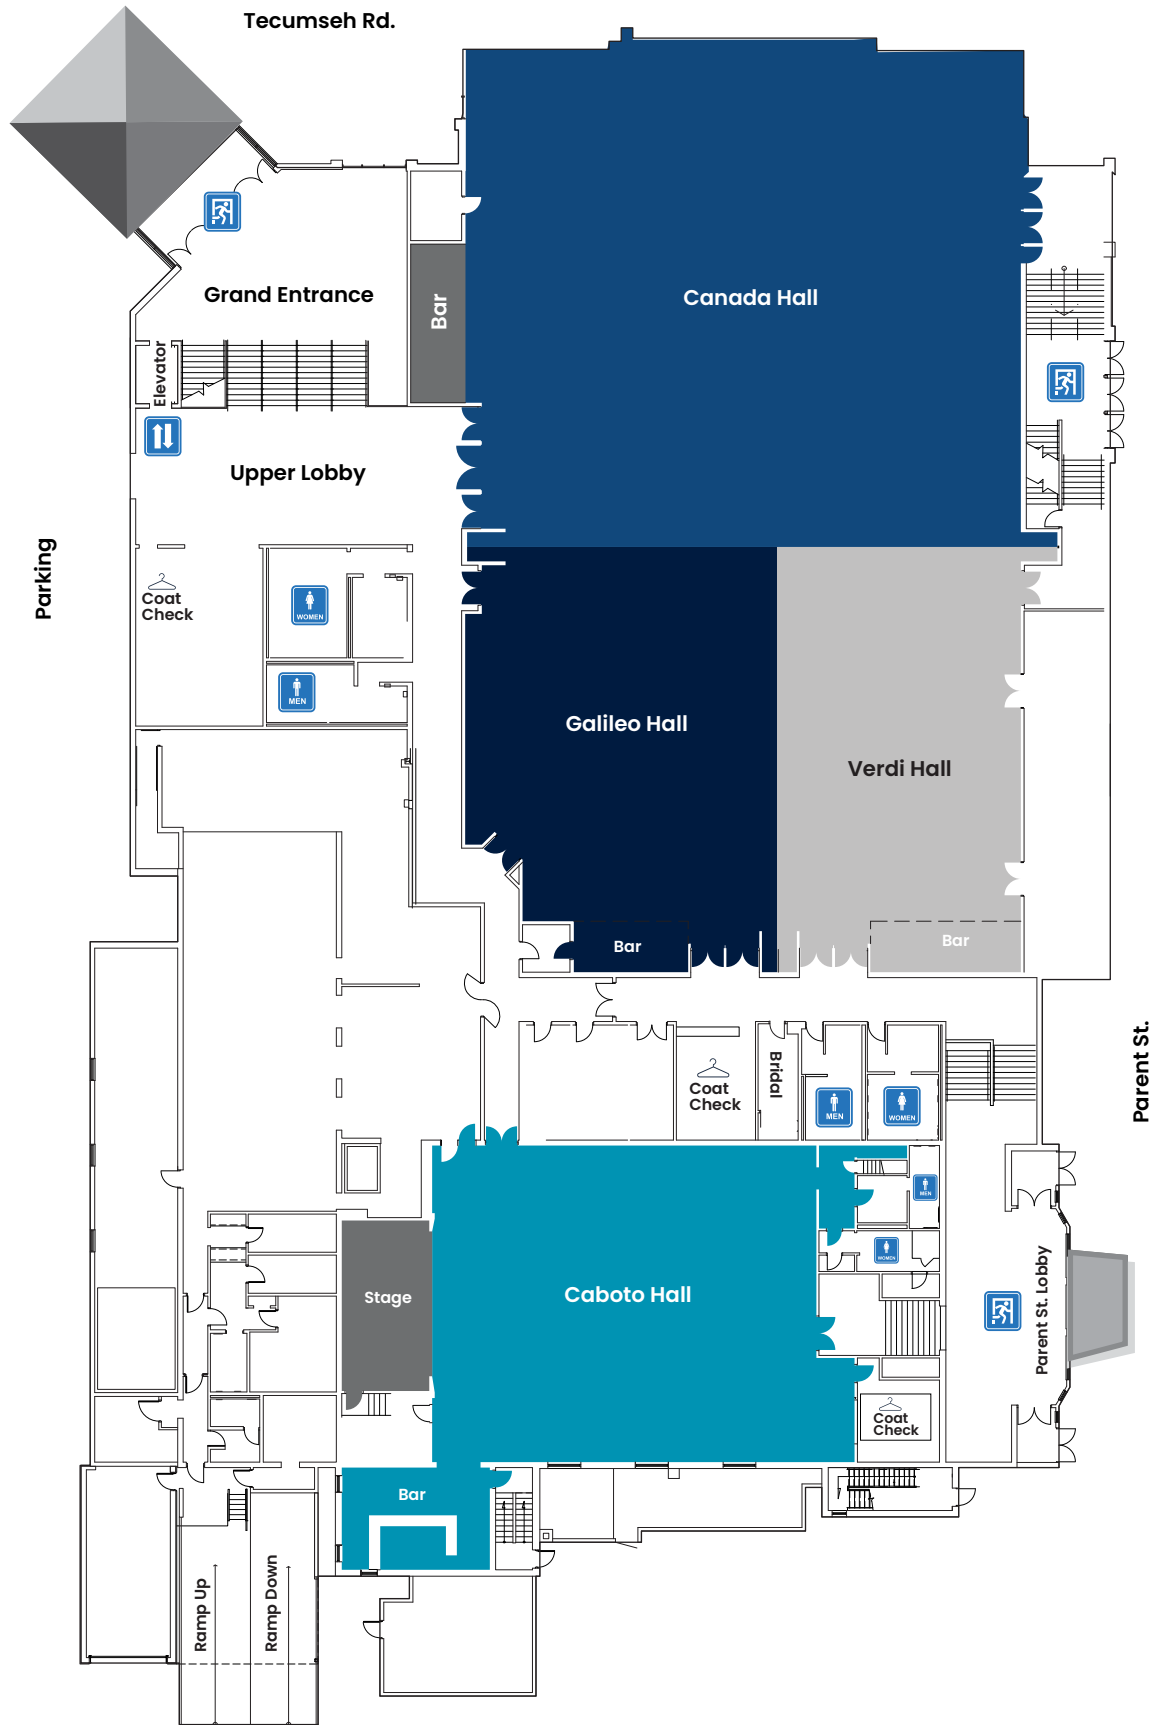 Tecumseh Rd.
Grand Entrance
Bar
Canada Hall
Elevator
Upper Lobby
Parking
Coat
Check
WOMEN
MEN
Galileo Hall
Verdi Hall
Bar
Bar
Parent St.
Coat
Check
Bridal
MEN
WOMEN
MEN
WOMEN
Stage
Caboto Hall
Parent St. Lobby
Coat
Check
Bar
Ramp Up
Ramp Down